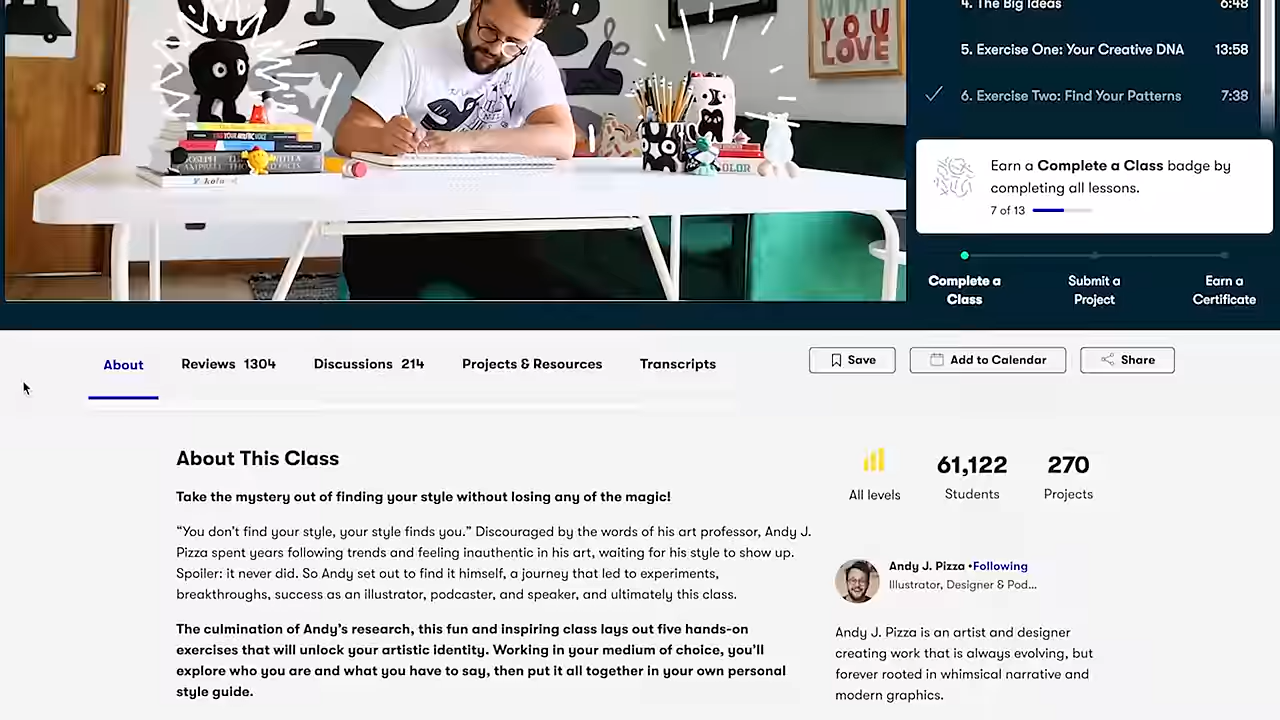 YOU
LOVE
kolo
COLOR
4. The Big Ideas 6:48
5. Exercise One: Your Creative DNA 13:58
6. Exercise Two: Find Your Patterns 7:38
Earn a Complete a Class badge by
completing all lessons.
7 of 13
Complete a
Class
Submit a
Project
Earn a
Certificate
About Reviews 1304 Discussions 214 Projects & Resources Transcripts
Save Add to Calendar Share
About This Class
Take the mystery out of finding your style without losing any of the magic!
“You don’t find your style, your style finds you.” Discouraged by the words of his art professor, Andy J.
Pizza spent years following trends and feeling inauthentic in his art, waiting for his style to show up.
Spoiler: it never did. So Andy set out to find it himself, a journey that led to experiments,
breakthroughs, success as an illustrator, podcaster, and speaker, and ultimately this class.
The culmination of Andy’s research, this fun and inspiring class lays out five hands-on
exercises that will unlock your artistic identity. Working in your medium of choice, you’ll
explore who you are and what you have to say, then put it all together in your own personal
style guide.
All levels
61,122
Students
270
Projects
Andy J. Pizza •Following
Illustrator, Designer & Pod...
Andy J. Pizza is an artist and designer
creating work that is always evolving, but
forever rooted in whimsical narrative and
modern graphics.